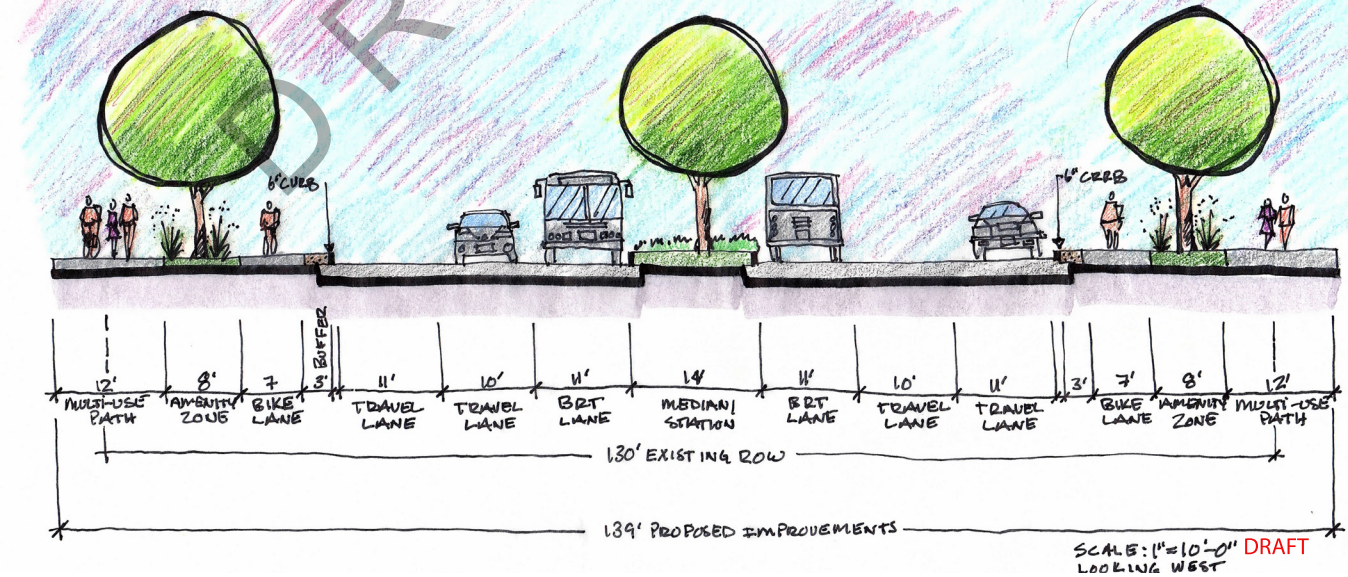 DR
6" CURB
6" CRRB
BUFFER
12' 8' 7 3' 11' 10' 11' 14' 11' 10' 11' 3' 7' 8' 12'
MULTI-USE AMENITY BIKE TRAVEL TRAVEL BRT MEDIAN/ BRT TRAVEL TRAVEL BIKE AMENITY MULTI-USE
PATH ZONE LANE LANE LANE LANE STATION LANE LANE LANE LANE ZONE PATH
130' EXISTING ROW
139' PROPOSED IMPROVEMENTS
SCALE: 1"=10'-0" DRAFT
LOOKING WEST